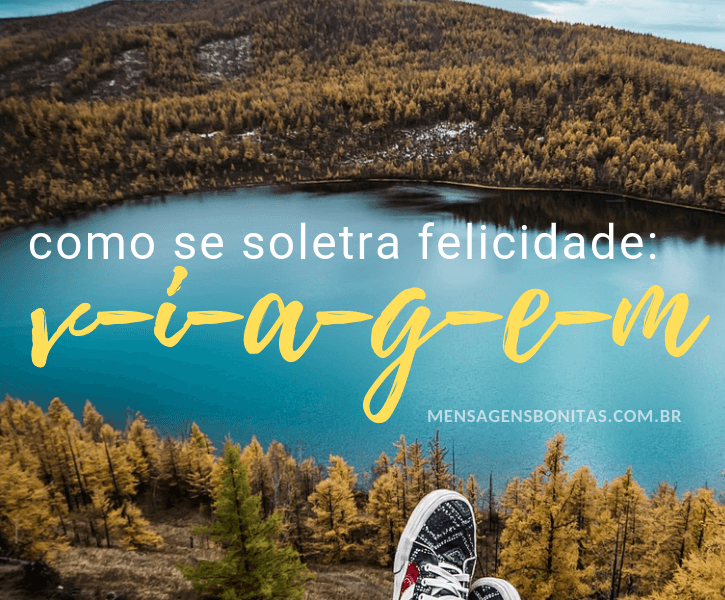 como se soletra felicidade:
v-i-a-g-e-m
MENSAGENSBONITAS.COM.BR